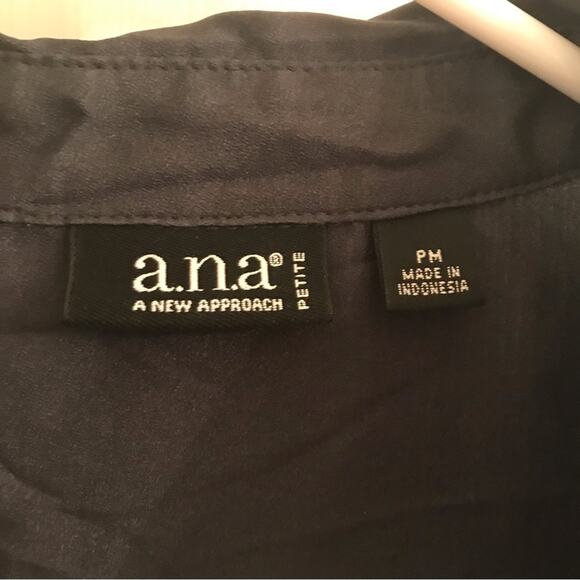 a.n.a®
A NEW APPROACH
PETITE
PM
MADE IN
INDONESIA